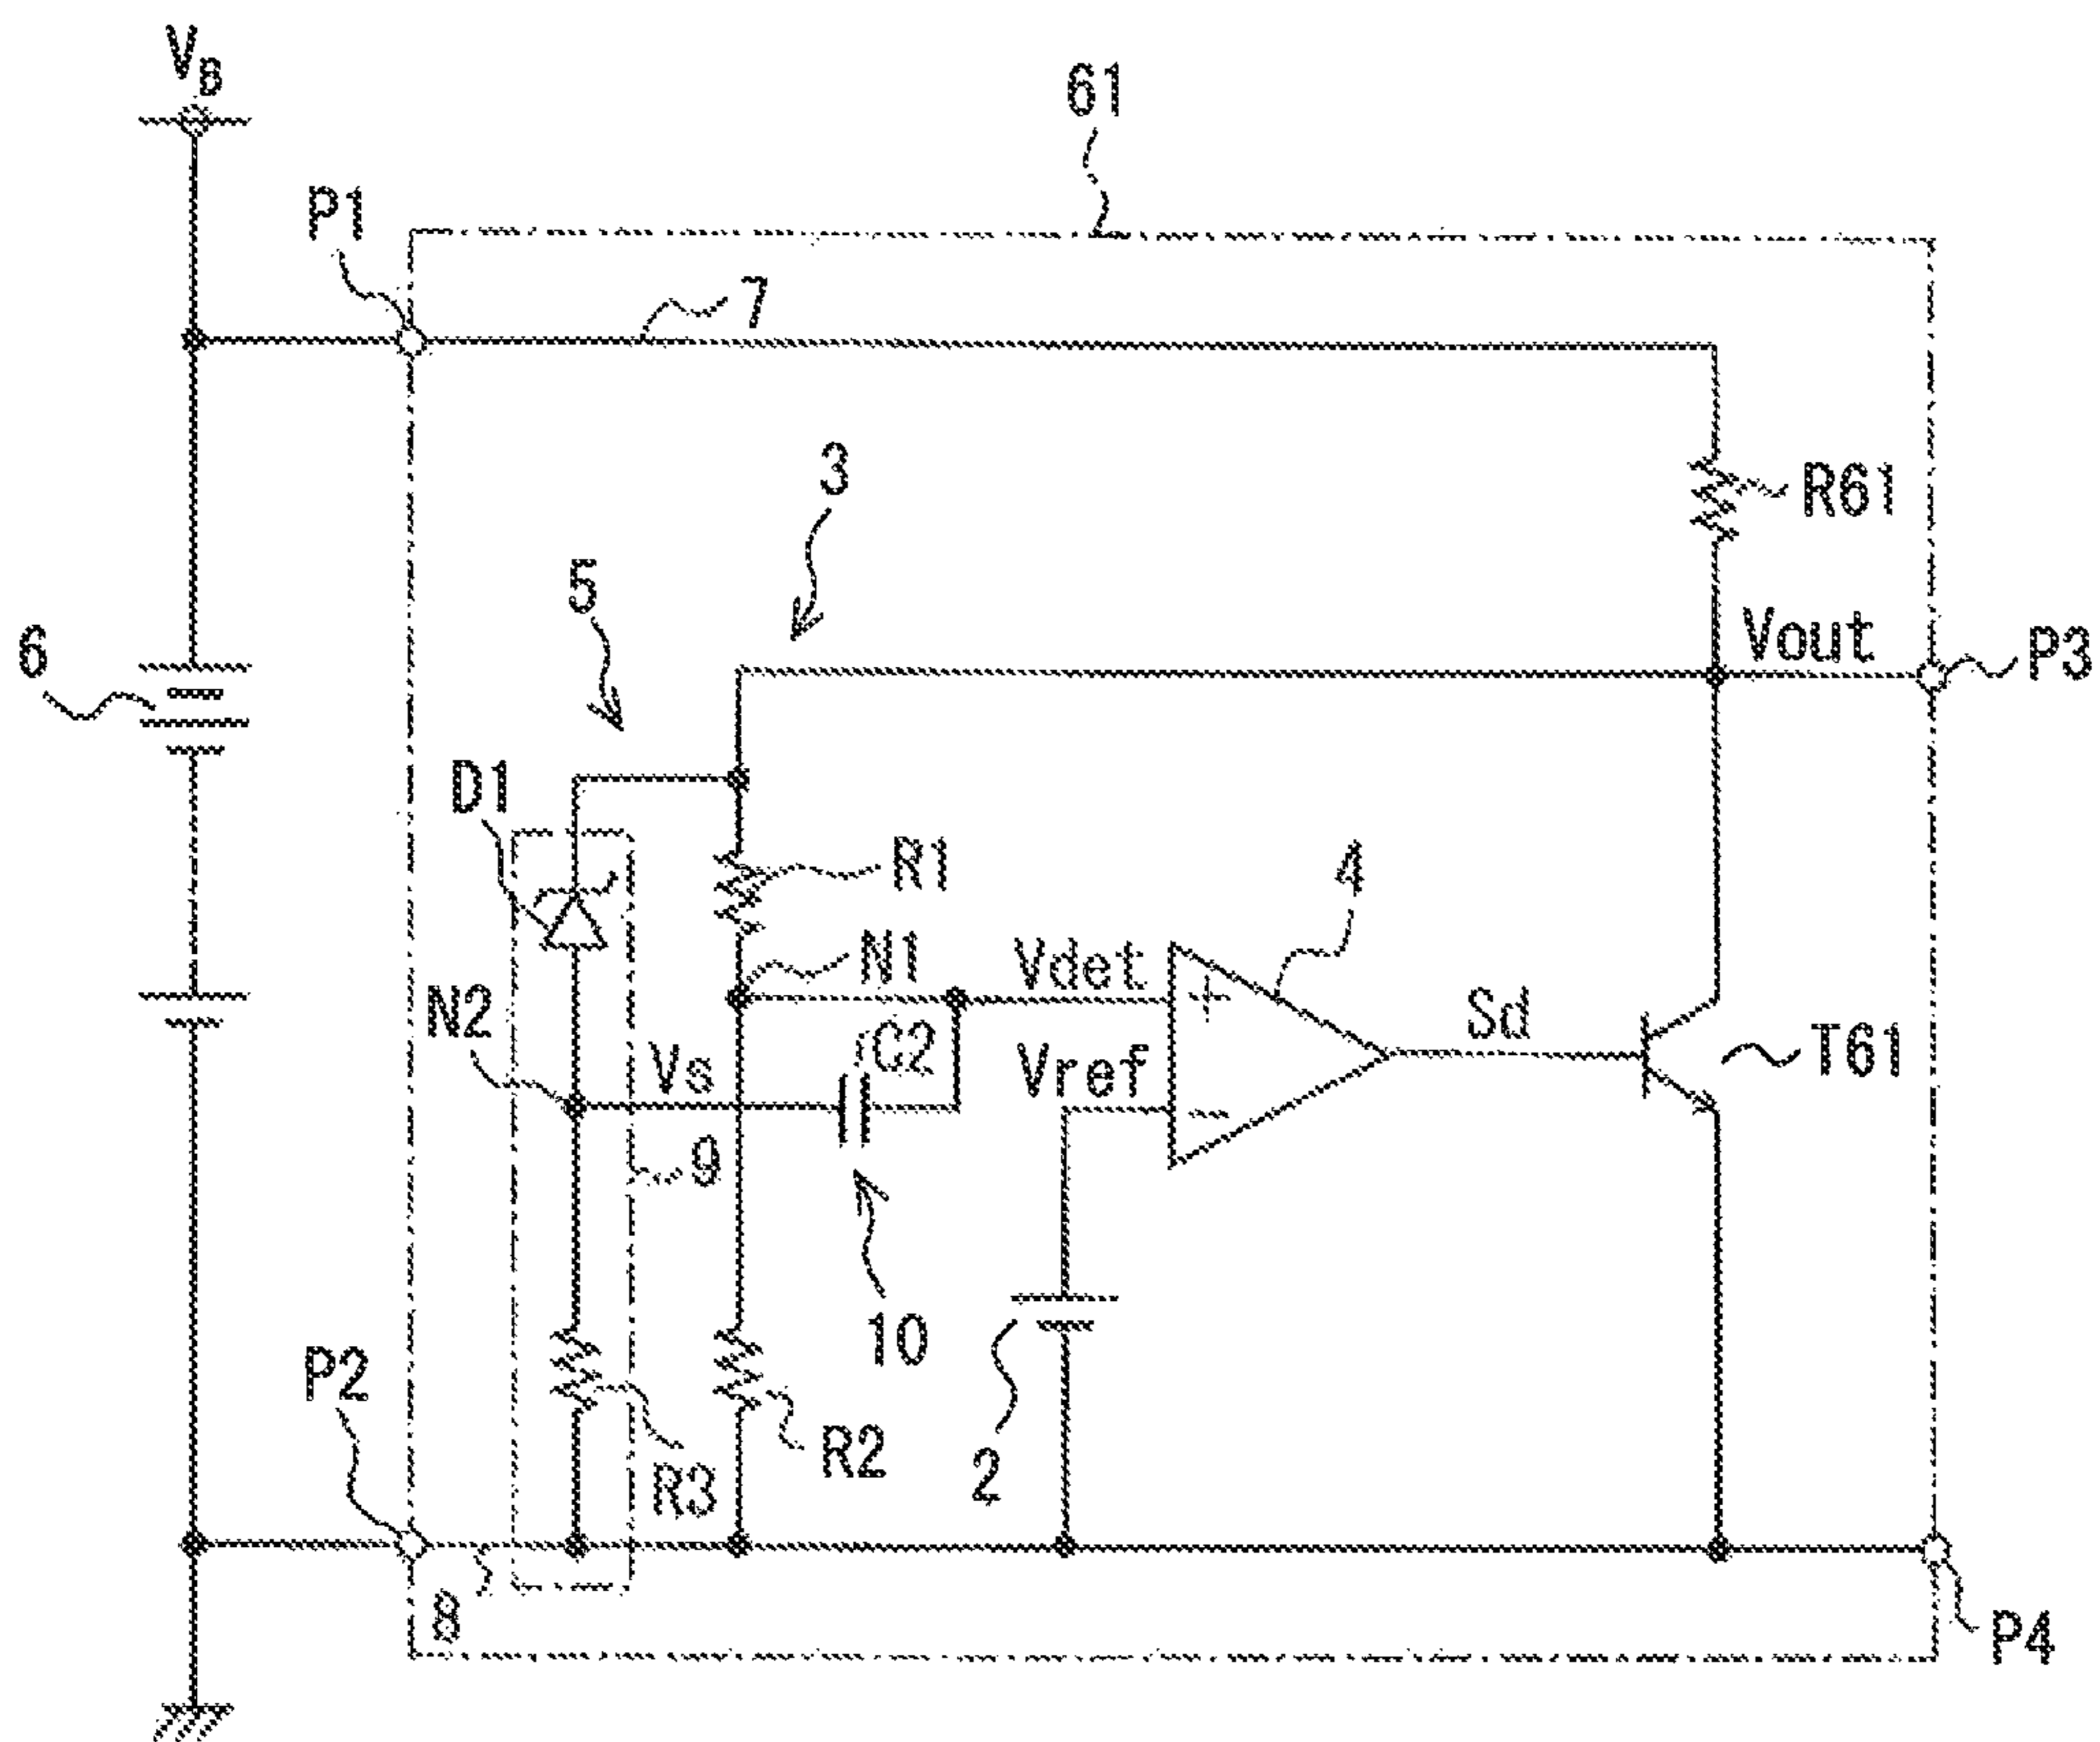 VB
61
P1
7
3
R61
5
Vout
P3
6
D1
R1
4
N1
Vdet
N2
Sd
C2
Vs
Vref
T61
+
-
9
10
P2
R2
2
R3
8
P4